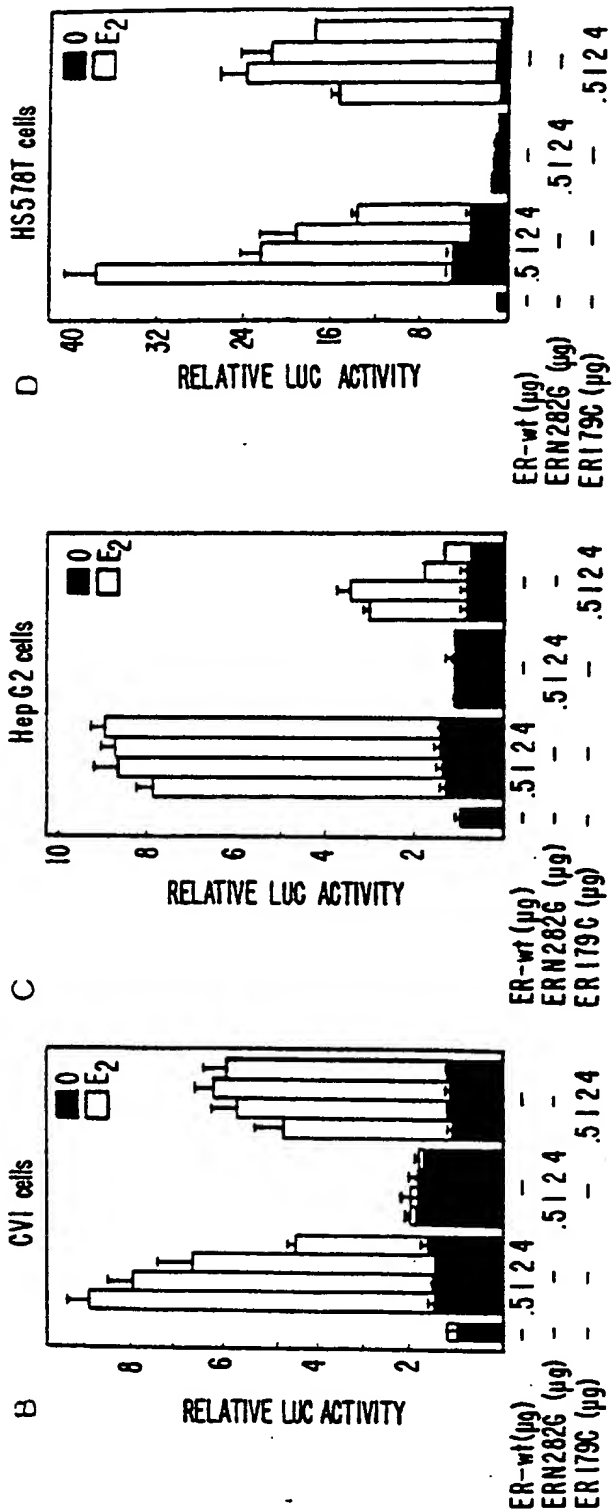 B
CV1 cells
0
E2
RELATIVE LUC ACTIVITY
8
6
4
2
ER-wt(μg) - .5 1 2 4 - -
ERN282G (μg) - - .5 1 2 4 -
ER179C (μg) - - - .5 1 2 4
C
Hep G2 cells
0
E2
RELATIVE LUC ACTIVITY
10
8
6
4
2
ER-wt(μg) - .5 1 2 4 - -
ERN282G (μg) - - .5 1 2 4 -
ER179C (μg) - - - .5 1 2 4
D
HS578T cells
0
E2
RELATIVE LUC ACTIVITY
40
32
24
16
8
ER-wt(μg) - .5 1 2 4 - -
ERN282G (μg) - - .5 1 2 4 -
ER179C (μg) - - - .5 1 2 4